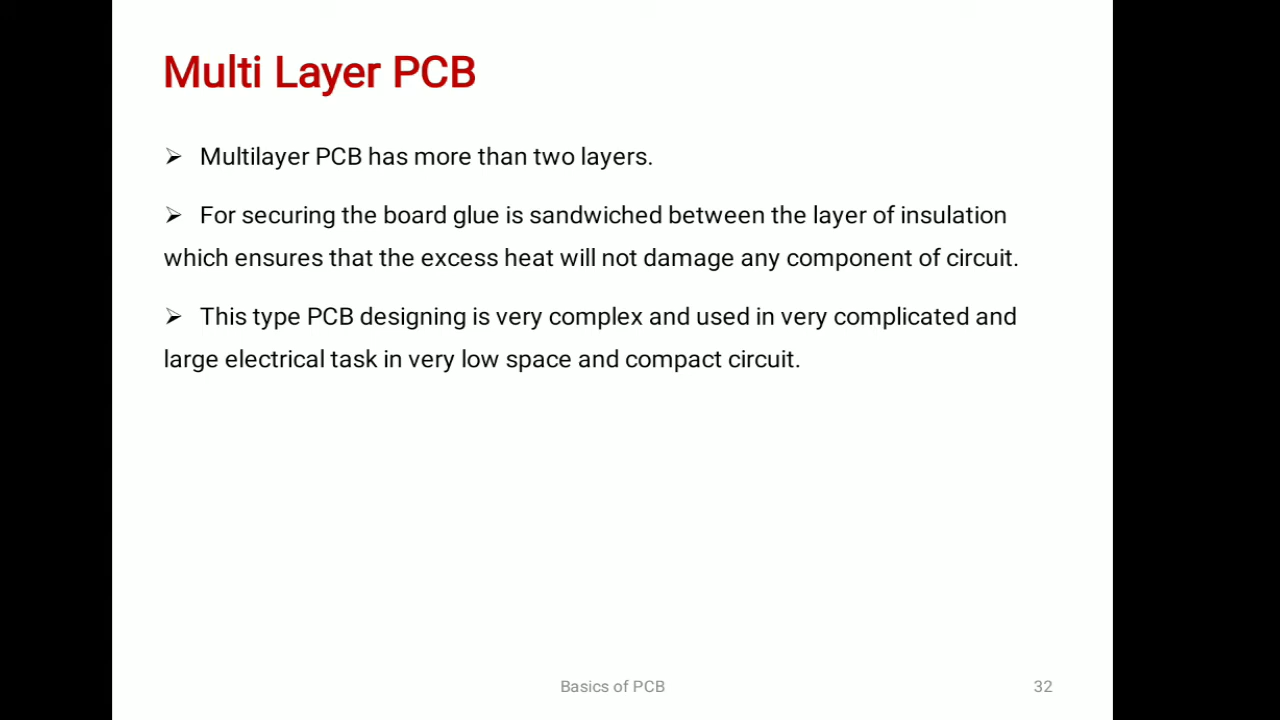 Multi Layer PCB
➢ Multilayer PCB has more than two layers.
➢ For securing the board glue is sandwiched between the layer of insulation
which ensures that the excess heat will not damage any component of circuit.
➢ This type PCB designing is very complex and used in very complicated and
large electrical task in very low space and compact circuit.
Basics of PCB
32